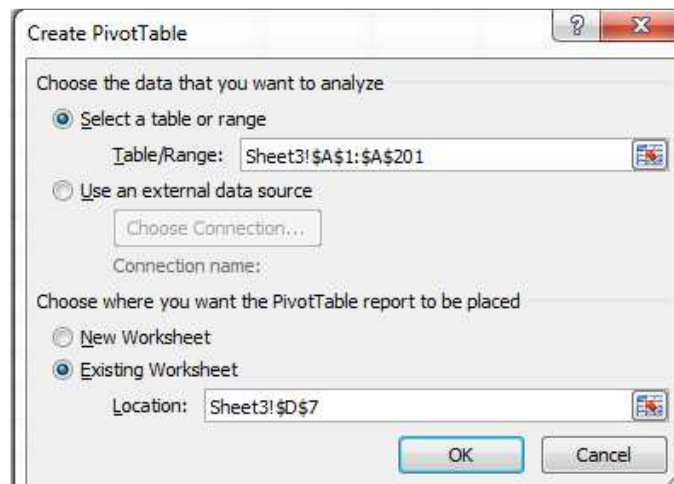 Create PivotTable
?
Choose the data that you want to analyze
Select a table or range
Table/Range: Sheet3!$A$1:$A$201
Use an external data source
Choose Connection...
Connection name:
Choose where you want the PivotTable report to be placed
New Worksheet
Existing Worksheet
Location: Sheet3!$D$7
OK Cancel